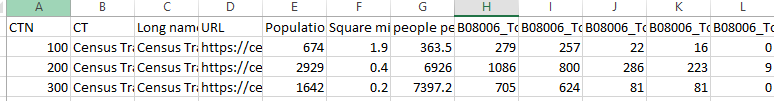 A B C D E F G H I J K L
CTN CT Long name URL Populatio Square mi people pe B08006_To B08006_To B08006_To B08006_To B08006_To
100 Census Tra Census Tra https://ce 674 1.9 363.5 279 257 22 16 0
200 Census Tra Census Tra https://ce 2929 0.4 6926 1086 800 286 223 9
300 Census Tra Census Tra https://ce 1642 0.2 7397.2 705 624 81 81 0